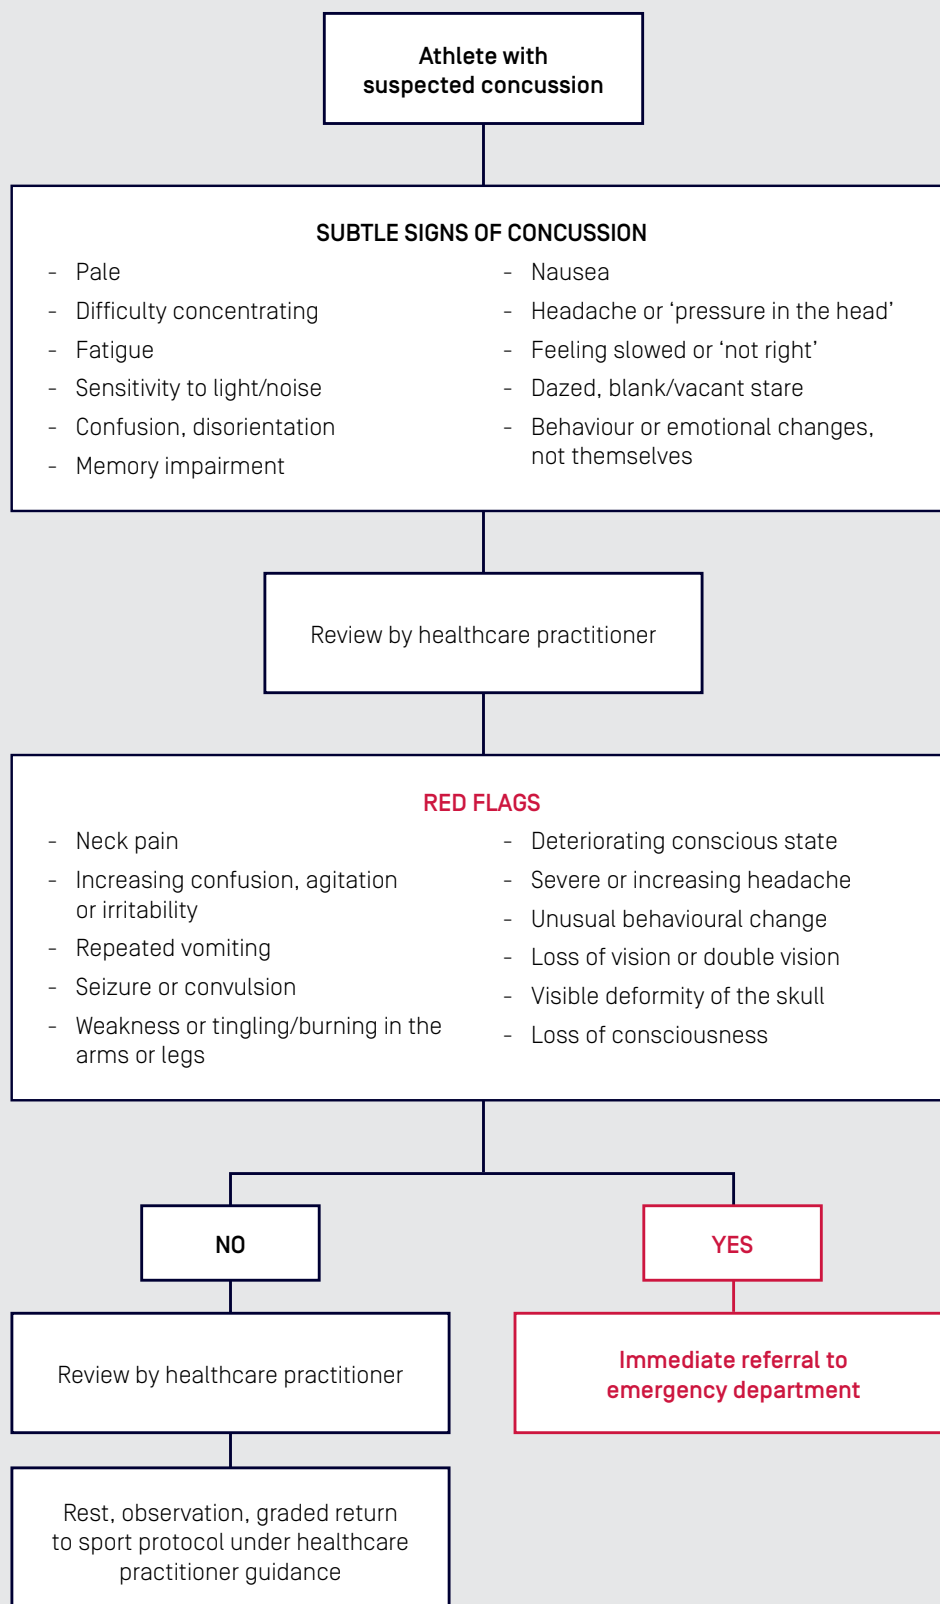 Athlete with
suspected concussion
SUBTLE SIGNS OF CONCUSSION
- Pale
- Difficulty concentrating
- Fatigue
- Sensitivity to light/noise
- Confusion, disorientation
- Memory impairment
- Nausea
- Headache or ‘pressure in the head’
- Feeling slowed or ‘not right’
- Dazed, blank/vacant stare
- Behaviour or emotional changes,
not themselves
Review by healthcare practitioner
RED FLAGS
- Neck pain
- Increasing confusion, agitation
or irritability
- Repeated vomiting
- Seizure or convulsion
- Weakness or tingling/burning in the
arms or legs
- Deteriorating conscious state
- Severe or increasing headache
- Unusual behavioural change
- Loss of vision or double vision
- Visible deformity of the skull
- Loss of consciousness
NO
YES
Review by healthcare practitioner
Immediate referral to
emergency department
Rest, observation, graded return
to sport protocol under healthcare
practitioner guidance